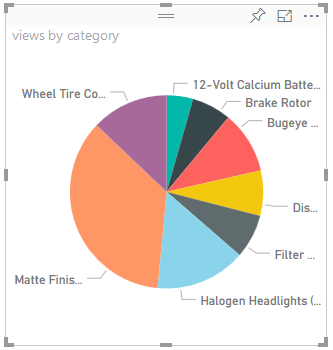 views by category
12-Volt Calcium Batte...
Wheel Tire Co...
Brake Rotor
Bugeye ...
Dis...
Filter ...
Matte Finis...
Halogen Headlights (...